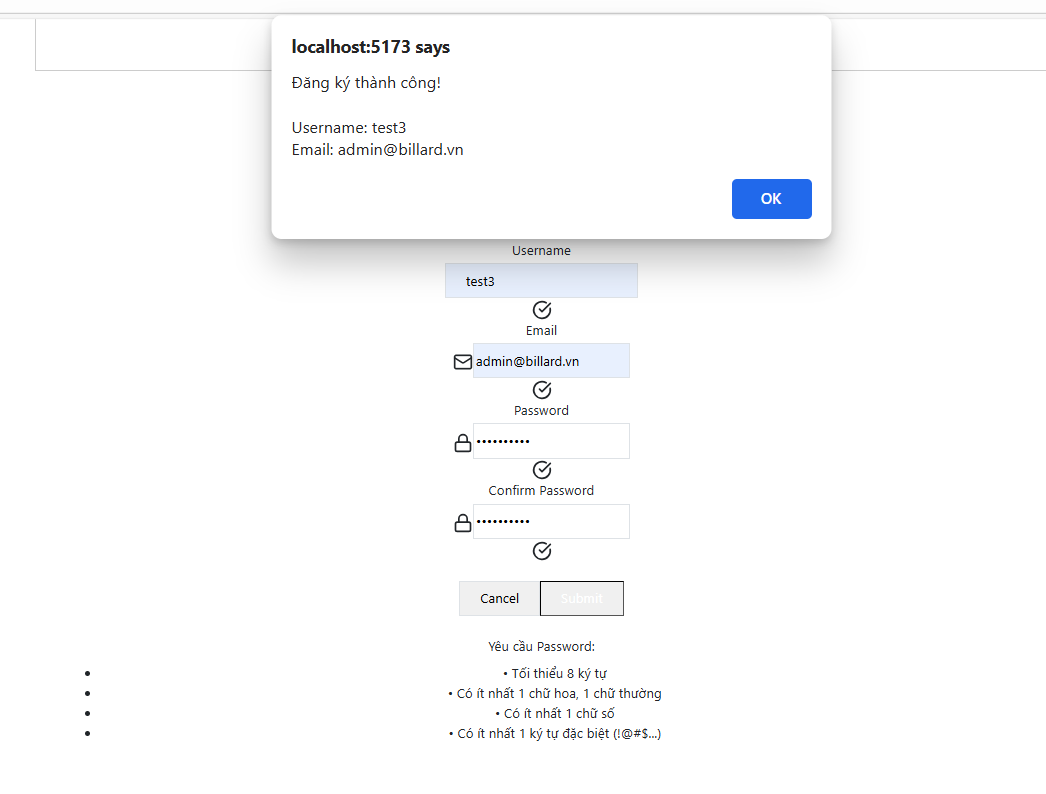 localhost:5173 says
Đăng ký thành công!
Username: test3
Email: admin@billard.vn
OK
Username
test3
Email
admin@billard.vn
Password
••••••••••
Confirm Password
••••••••••
Cancel Submit
Yêu cầu Password:
• Tối thiểu 8 ký tự
• Có ít nhất 1 chữ hoa, 1 chữ thường
• Có ít nhất 1 chữ số
• Có ít nhất 1 ký tự đặc biệt (!@#$...)